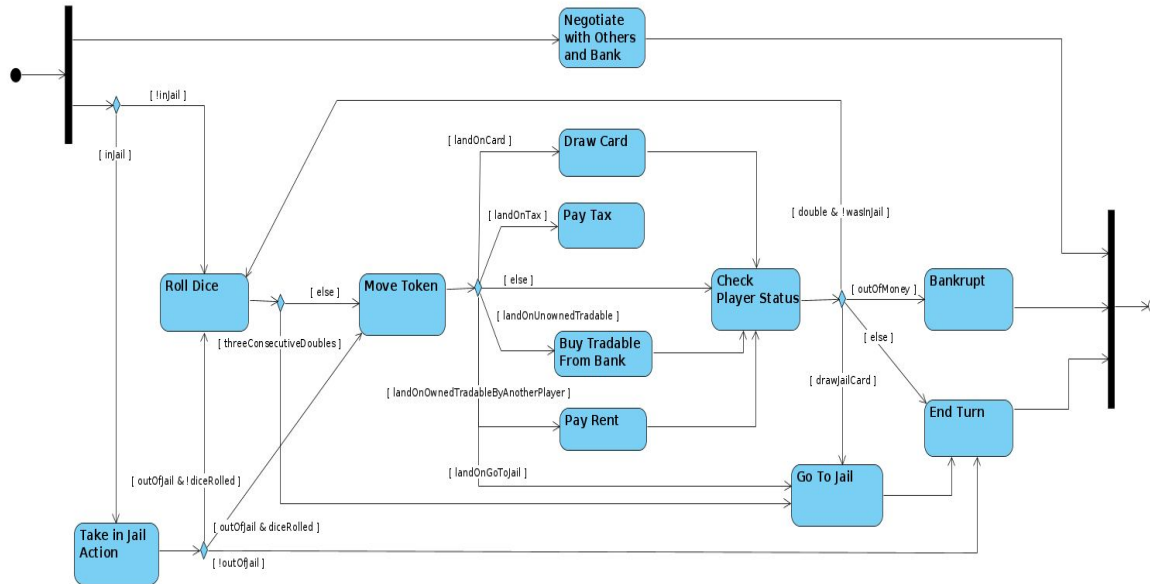 Negotiate
with Others
and Bank
[ !inJail ]
[ inJail ]
[ landOnCard ]
Draw Card
[ landOnTax ]
Pay Tax
[ double & !wasInJail ]
Roll Dice
[ else ]
Move Token
[ else ]
Check
Player Status
[ outOfMoney ]
Bankrupt
[ landOnUnownedTradable ]
[ threeConsecutiveDoubles ]
Buy Tradable
From Bank
[ else ]
[ drawJailCard ]
[ landOnOwnedTradableByAnotherPlayer ]
Pay Rent
End Turn
[ landOnGoToJail ]
Go To Jail
[ outOfJail & !diceRolled ]
[ outOfJail & diceRolled ]
Take in Jail
Action
[ !outOfJail ]